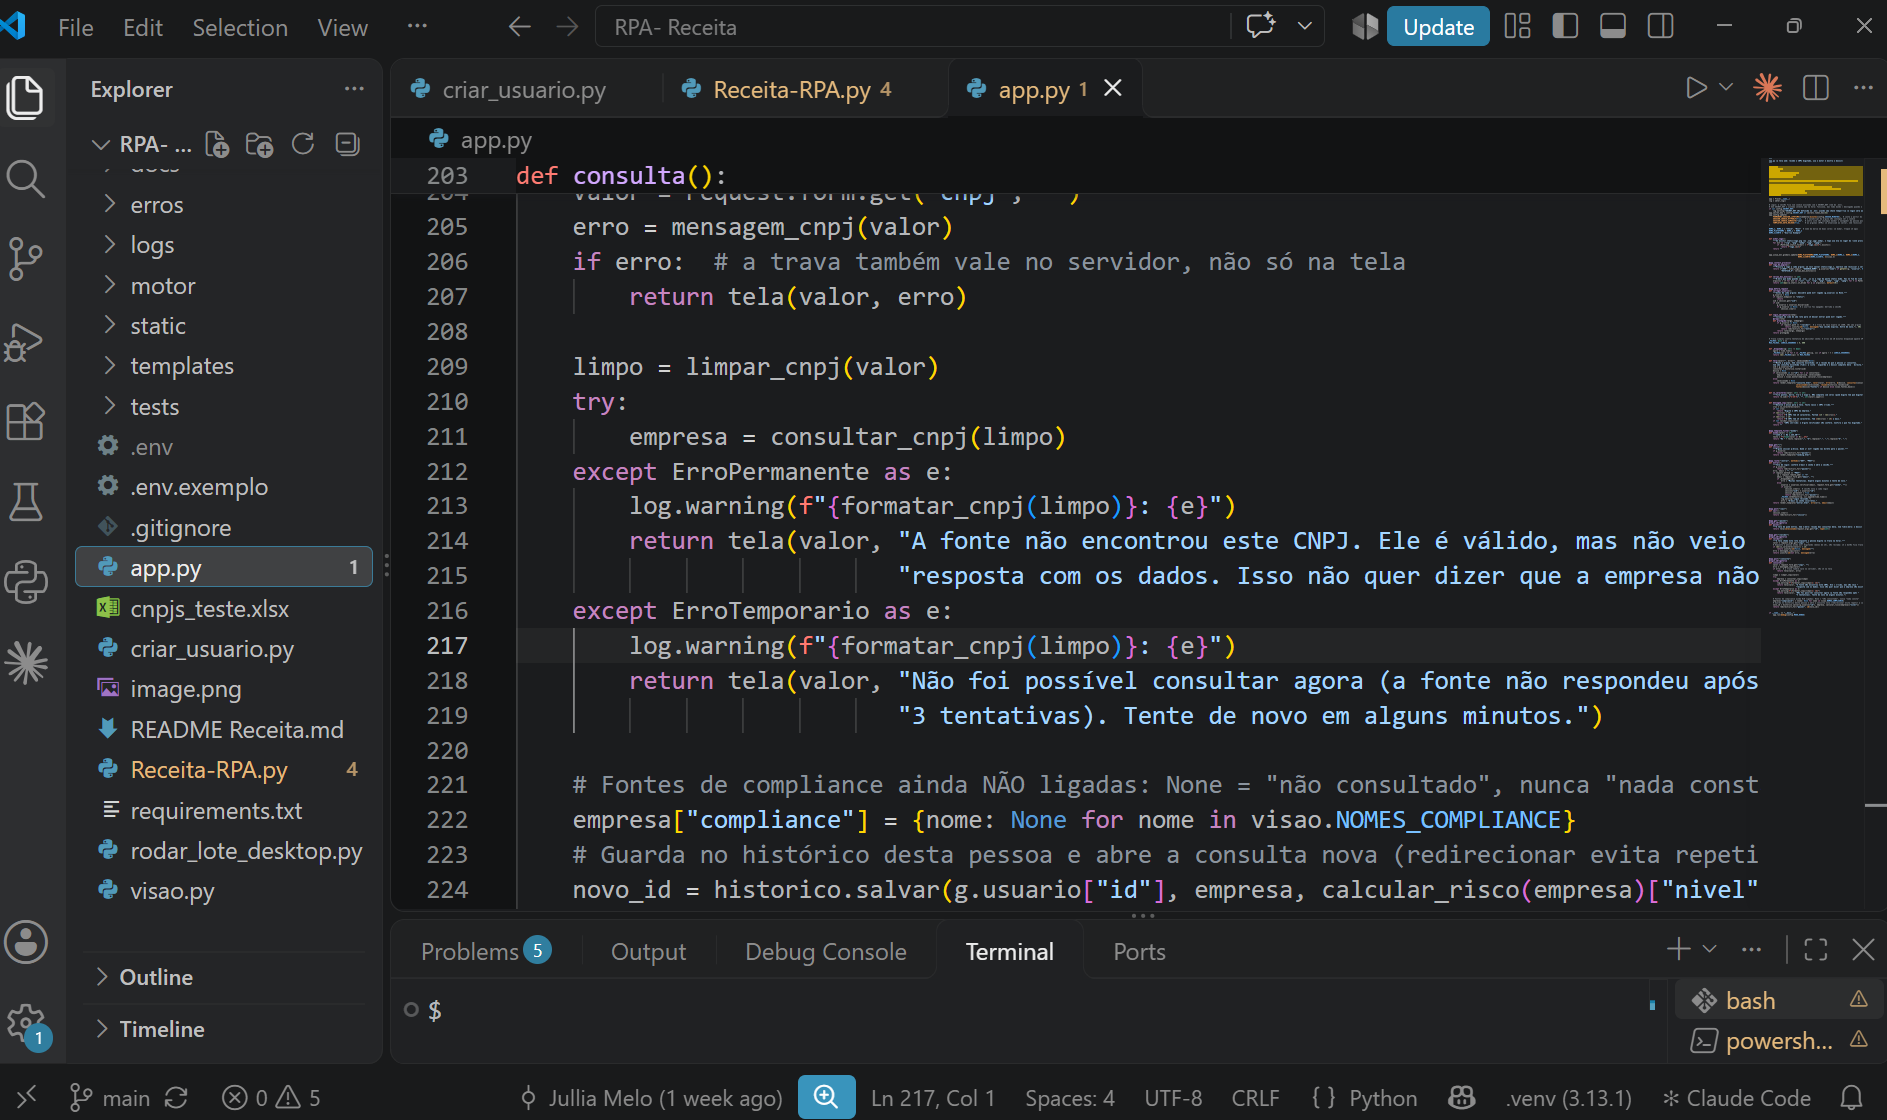 File Edit Selection View ··· RPA- Receita Update
Explorer ···
RPA- ...
docs
erros
logs
motor
static
templates
tests
.env
.env.exemplo
.gitignore
app.py 1
cnpjs_teste.xlsx
criar_usuario.py
image.png
README Receita.md
Receita-RPA.py 4
requirements.txt
rodar_lote_desktop.py
visao.py
Outline
Timeline
1
criar_usuario.py Receita-RPA.py 4 app.py 1
app.py
203 def consulta():
204 valor = request.form.get("cnpj", "")
205 erro = mensagem_cnpj(valor)
206 if erro:  # a trava também vale no servidor, não só na tela
207 return tela(valor, erro)
208
209 limpo = limpar_cnpj(valor)
210 try:
211 empresa = consultar_cnpj(limpo)
212 except ErroPermanente as e:
213 log.warning(f"{formatar_cnpj(limpo)}: {e}")
214 return tela(valor, "A fonte não encontrou este CNPJ. Ele é válido, mas não veio
215 "resposta com os dados. Isso não quer dizer que a empresa não
216 except ErroTemporario as e:
217 log.warning(f"{formatar_cnpj(limpo)}: {e}")
218 return tela(valor, "Não foi possível consultar agora (a fonte não respondeu após
219 "3 tentativas). Tente de novo em alguns minutos.")
220
221 # Fontes de compliance ainda NÃO ligadas: None = "não consultado", nunca "nada const
222 empresa["compliance"] = {nome: None for nome in visao.NOMES_COMPLIANCE}
223 # Guarda no histórico desta pessoa e abre a consulta nova (redirecionar evita repeti
224 novo_id = historico.salvar(g.usuario["id"], empresa, calcular_risco(empresa)["nivel"
Problems 5 Output Debug Console Terminal Ports
$
bash
powersh...
main 0 5 Jullia Melo (1 week ago) Ln 217, Col 1 Spaces: 4 UTF-8 CRLF { } Python .venv (3.13.1) Claude Code